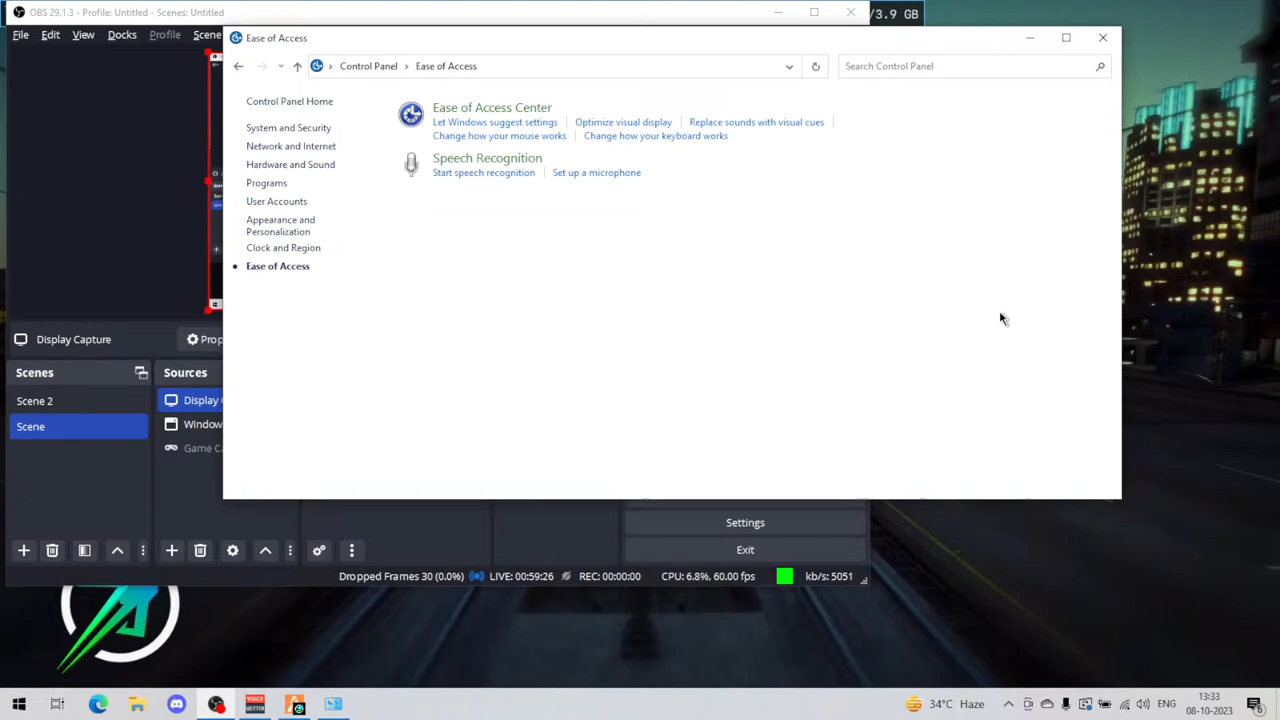 OBS 29.1.3 - Profile: Untitled - Scenes: Untitled
/3.9 GB
File Edit View Docks Profile Scene
Ease of Access
Control Panel > Ease of Access
Search Control Panel
Control Panel Home
System and Security
Network and Internet
Hardware and Sound
Programs
User Accounts
Appearance and
Personalization
Clock and Region
Ease of Access
Ease of Access Center
Let Windows suggest settings Optimize visual display Replace sounds with visual cues
Change how your mouse works Change how your keyboard works
Speech Recognition
Start speech recognition Set up a microphone
Display Capture
Prop
Scenes
Sources
Scene 2
Scene
Display
Window
Game Ca
Settings
Exit
Dropped Frames 30 (0.0%) LIVE: 00:59:26 REC: 00:00:00 CPU: 6.8%, 60.00 fps kb/s: 5051
VOICE
MEETER
34°C Haze
ENG
13:33
08-10-2023
6